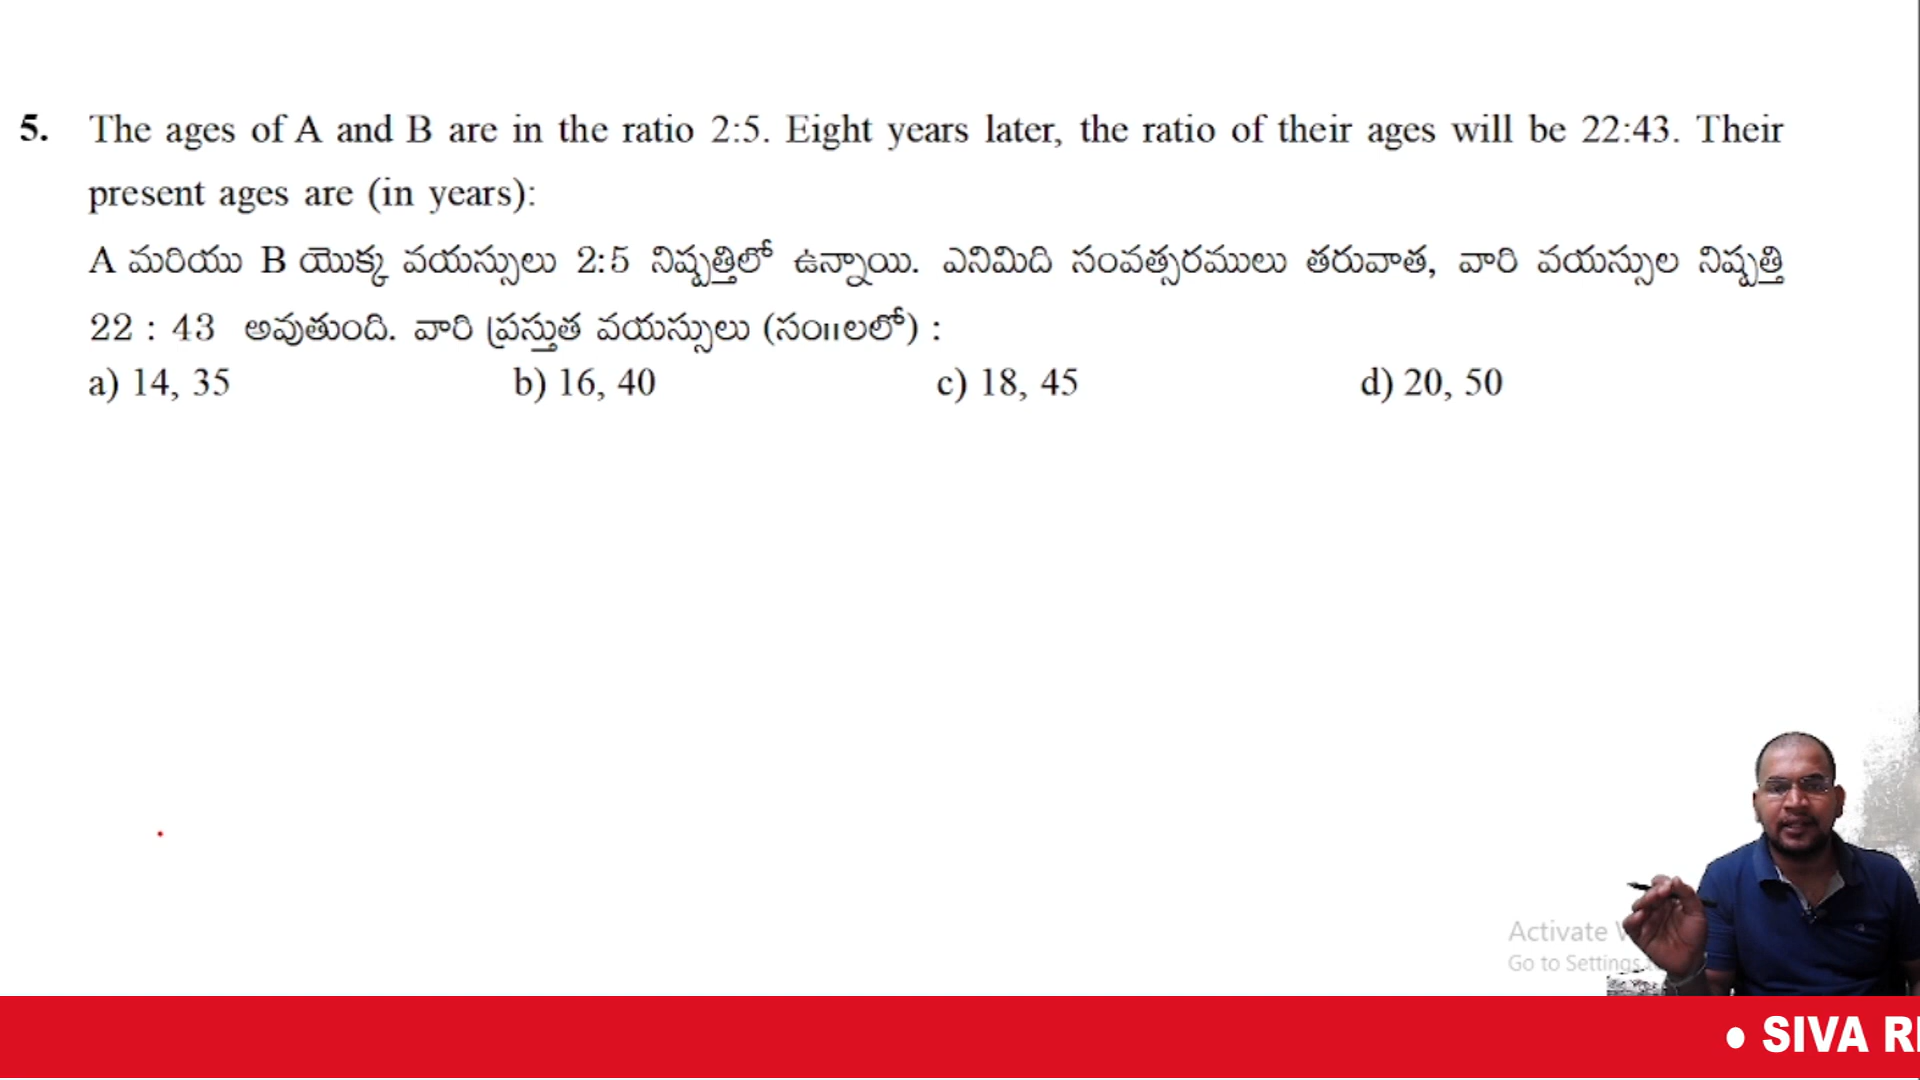 5. The ages of A and B are in the ratio 2:5. Eight years later, the ratio of their ages will be 22:43. Their
present ages are (in years):
A మరియు B యొక్క వయస్సులు 2:5 నిష్పత్తిలో ఉన్నాయి. ఎనిమిది సంవత్సరములు తరువాత, వారి వయస్సుల నిష్పత్తి
22 : 43 అవుతుంది. వారి ప్రస్తుత వయస్సులు (సం॥లలో) :
a) 14, 35 b) 16, 40 c) 18, 45 d) 20, 50
Activate
Go to Settings
• SIVA